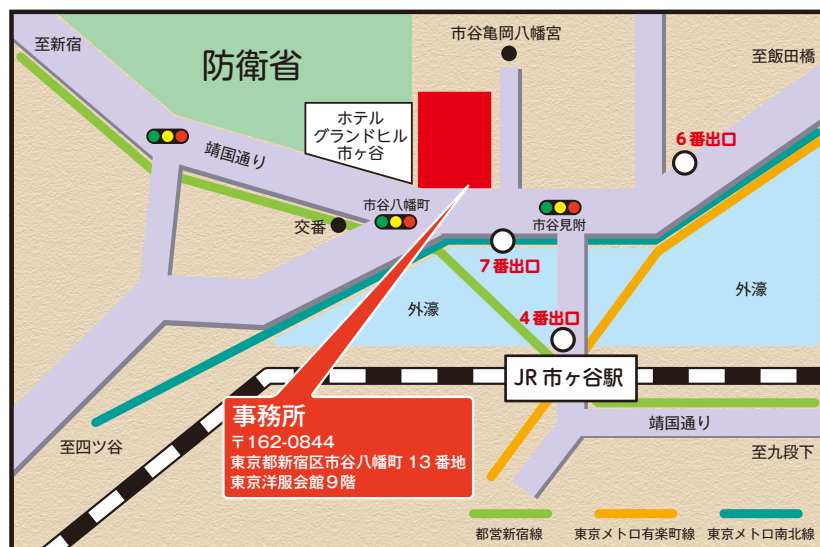 至新宿
防衛省
市谷亀岡八幡宮
至飯田橋
ホテル
グランドヒル
市ヶ谷
靖国通り
6番出口
市谷八幡町
交番
市谷見附
7番出口
外濠
外濠
4番出口
JR 市ヶ谷駅
事務所
〒162-0844
東京都新宿区市谷八幡町 13 番地
東京洋服会館9階
靖国通り
至四ツ谷
至九段下
都営新宿線
東京メトロ有楽町線
東京メトロ南北線